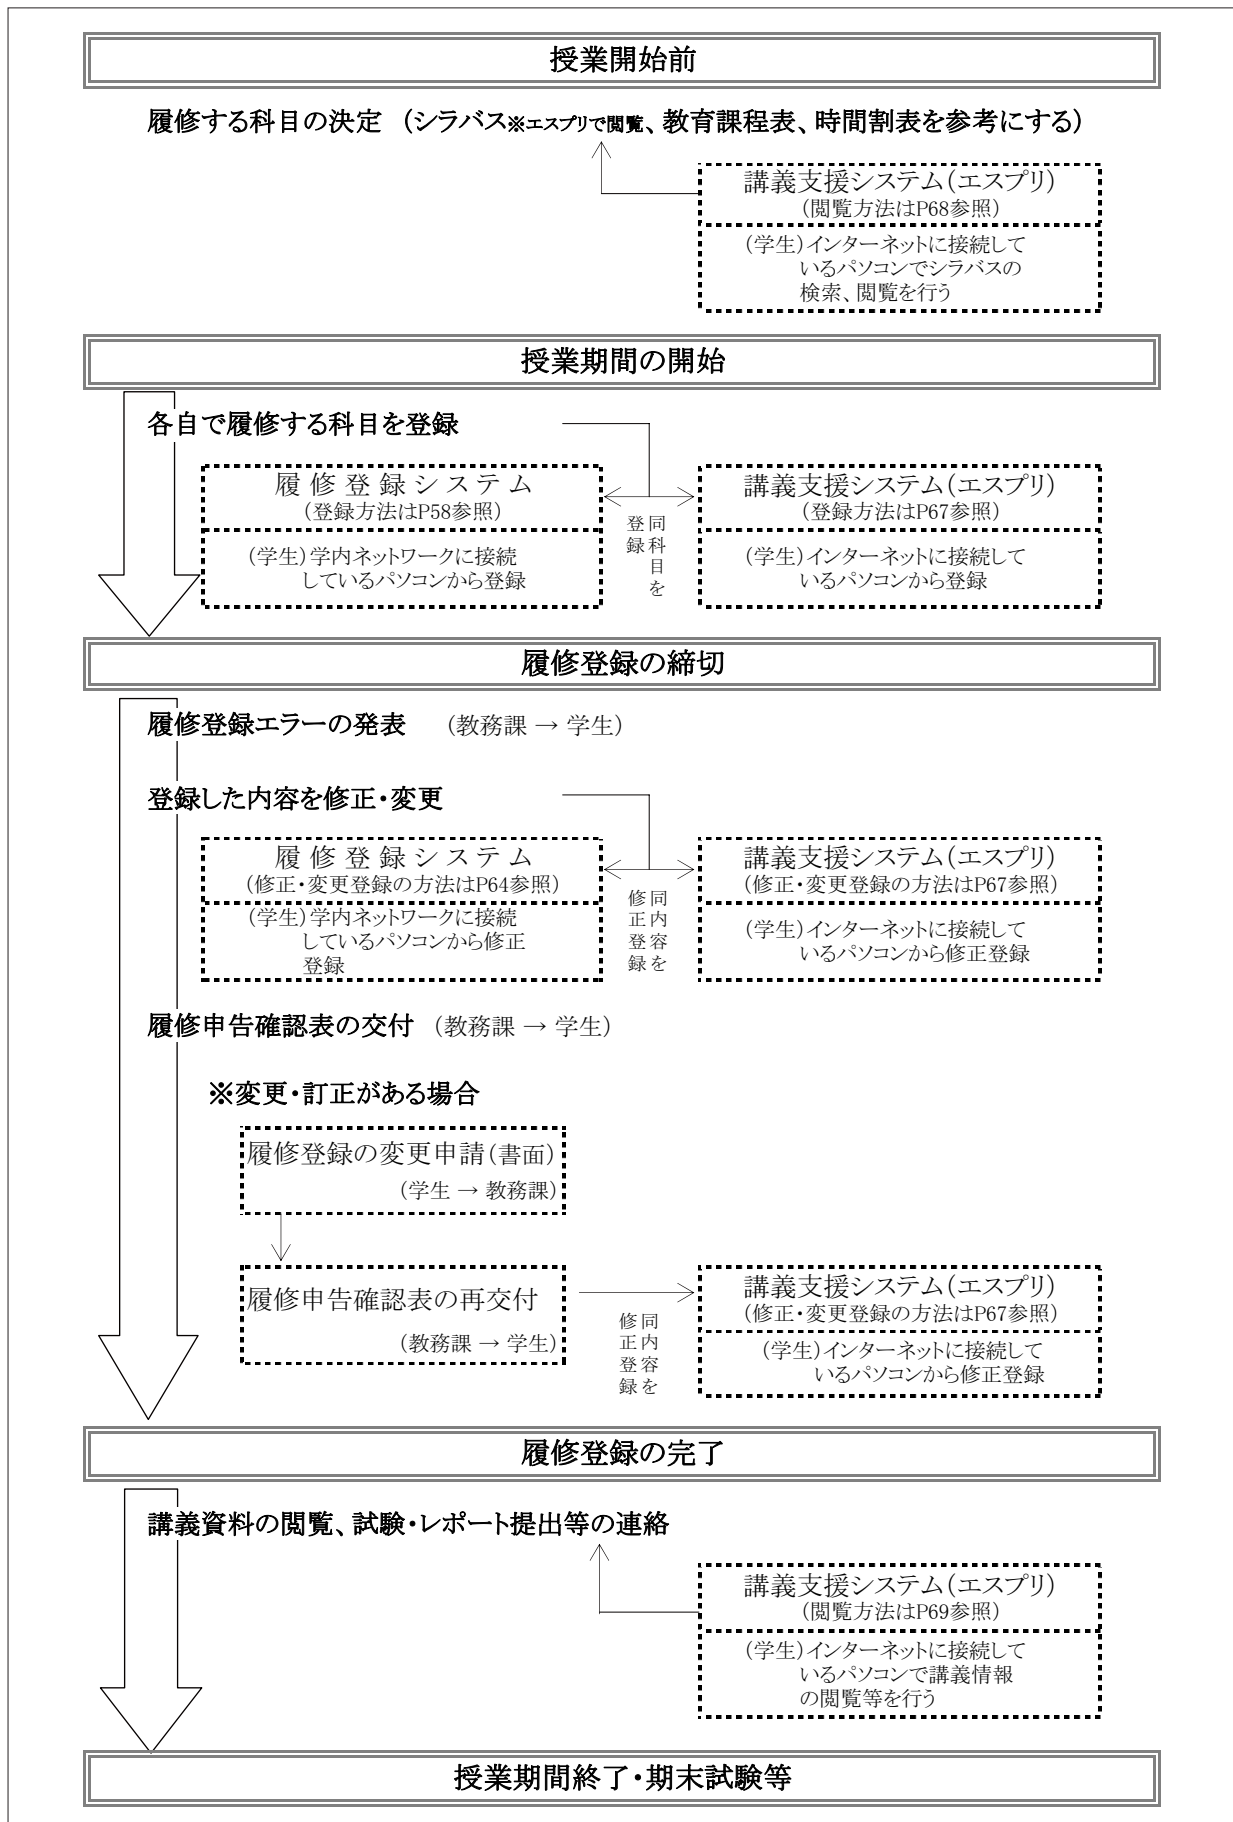 授業開始前
履修する科目の決定　（シラバス※エスプリで閲覧、教育課程表、時間割表を参考にする）
講義支援システム（エスプリ）
（閲覧方法はP68参照）
（学生）インターネットに接続して
いるパソコンでシラバスの
検索、閲覧を行う
授業期間の開始
各自で履修する科目を登録
履修登録システム
（登録方法はP58参照）
（学生）学内ネットワークに接続
しているパソコンから登録
同科目を
登録
講義支援システム（エスプリ）
（登録方法はP67参照）
（学生）インターネットに接続して
いるパソコンから登録
履修登録の締切
履修登録エラーの発表　（教務課 → 学生）
登録した内容を修正・変更
履修登録システム
（修正・変更登録の方法はP64参照）
（学生）学内ネットワークに接続
しているパソコンから修正
登録
同内容を
修正登録
講義支援システム（エスプリ）
（修正・変更登録の方法はP67参照）
（学生）インターネットに接続して
いるパソコンから修正登録
履修申告確認表の交付　（教務課 → 学生）
※変更・訂正がある場合
履修登録の変更申請（書面）
（学生 → 教務課）
履修申告確認表の再交付
（教務課 → 学生）
同内容を
修正登録
講義支援システム（エスプリ）
（修正・変更登録の方法はP67参照）
（学生）インターネットに接続して
いるパソコンから修正登録
履修登録の完了
講義資料の閲覧、試験・レポート提出等の連絡
講義支援システム（エスプリ）
（閲覧方法はP69参照）
（学生）インターネットに接続して
いるパソコンで講義情報
の閲覧等を行う
授業期間終了・期末試験等